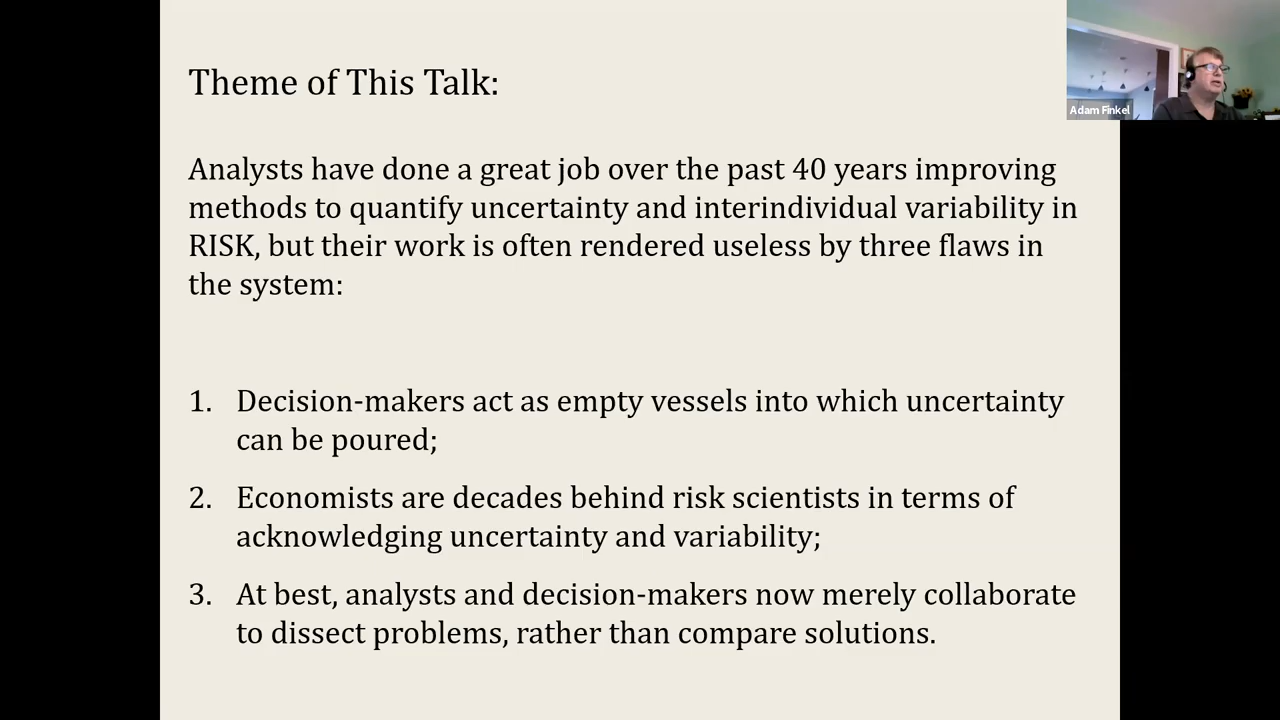 Theme of This Talk:
Adam Finkel
Analysts have done a great job over the past 40 years improving
methods to quantify uncertainty and interindividual variability in
RISK, but their work is often rendered useless by three flaws in
the system:
1. Decision-makers act as empty vessels into which uncertainty
can be poured;
2. Economists are decades behind risk scientists in terms of
acknowledging uncertainty and variability;
3. At best, analysts and decision-makers now merely collaborate
to dissect problems, rather than compare solutions.